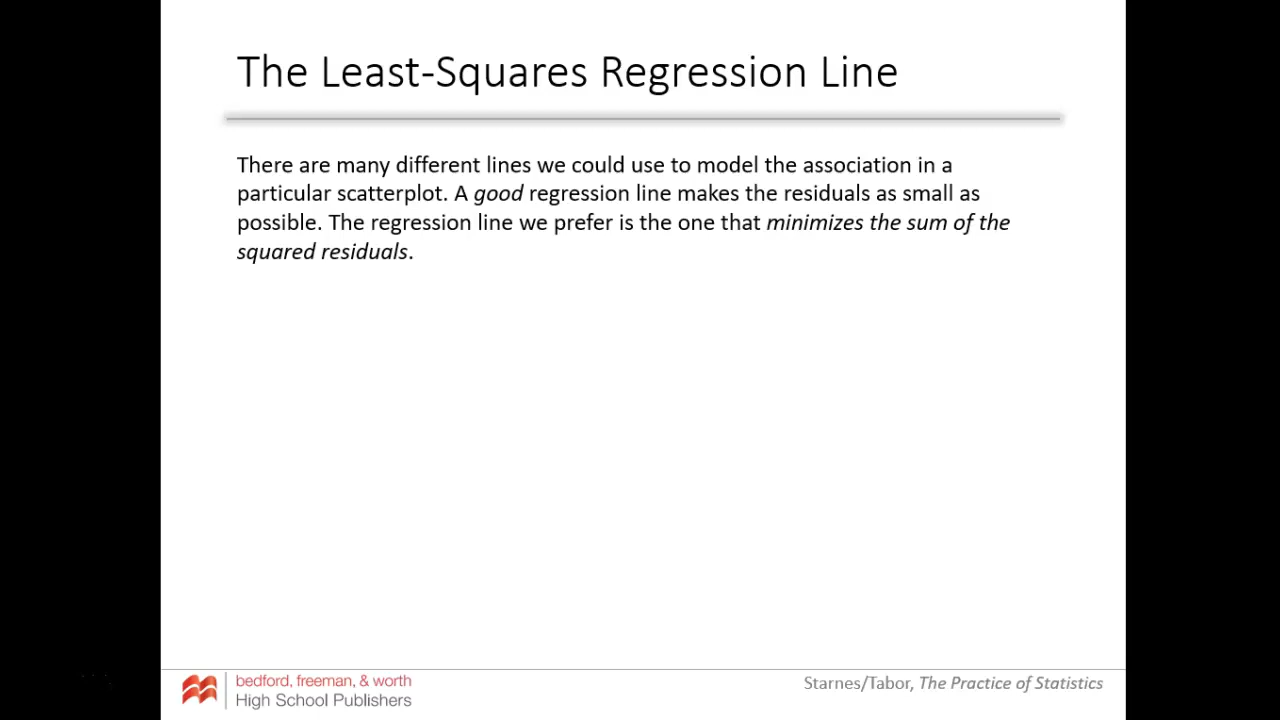 The Least-Squares Regression Line
There are many different lines we could use to model the association in a
particular scatterplot. A good regression line makes the residuals as small as
possible. The regression line we prefer is the one that minimizes the sum of the
squared residuals.
bedford, freeman, & worth
High School Publishers
Starnes/Tabor, The Practice of Statistics